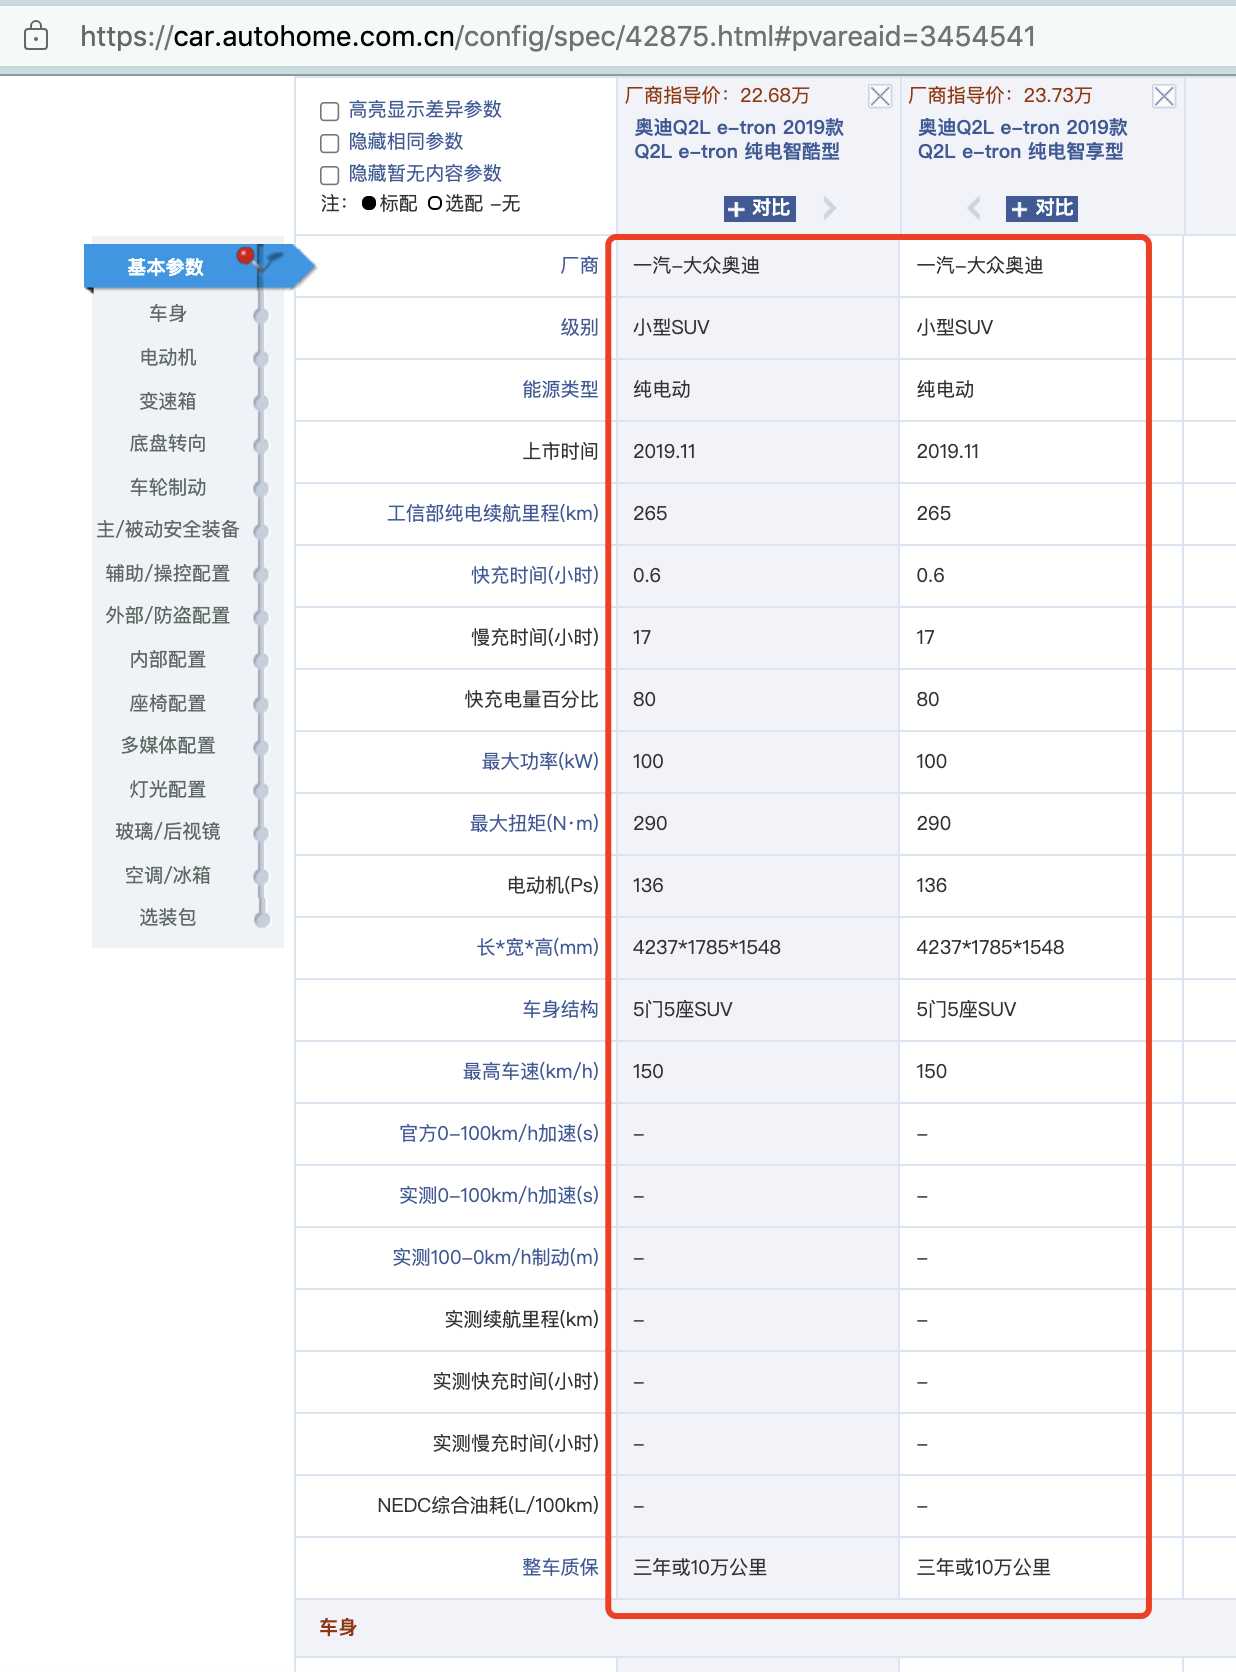 https://car.autohome.com.cn/config/spec/42875.html#pvareaid=3454541
高亮显示差异参数
隐藏相同参数
隐藏暂无内容参数
注： ●标配 ○选配 -无
厂商指导价：22.68万
奥迪Q2L e-tron 2019款
Q2L e-tron 纯电智酷型
+ 对比
厂商指导价：23.73万
奥迪Q2L e-tron 2019款
Q2L e-tron 纯电智享型
+ 对比
基本参数
车身
电动机
变速箱
底盘转向
车轮制动
主/被动安全装备
辅助/操控配置
外部/防盗配置
内部配置
座椅配置
多媒体配置
灯光配置
玻璃/后视镜
空调/冰箱
选装包
厂商 一汽-大众奥迪 一汽-大众奥迪
级别 小型SUV 小型SUV
能源类型 纯电动 纯电动
上市时间 2019.11 2019.11
工信部纯电续航里程(km) 265 265
快充时间(小时) 0.6 0.6
慢充时间(小时) 17 17
快充电量百分比 80 80
最大功率(kW) 100 100
最大扭矩(N·m) 290 290
电动机(Ps) 136 136
长*宽*高(mm) 4237*1785*1548 4237*1785*1548
车身结构 5门5座SUV 5门5座SUV
最高车速(km/h) 150 150
官方0-100km/h加速(s) - -
实测0-100km/h加速(s) - -
实测100-0km/h制动(m) - -
实测续航里程(km) - -
实测快充时间(小时) - -
实测慢充时间(小时) - -
NEDC综合油耗(L/100km) - -
整车质保 三年或10万公里 三年或10万公里
车身